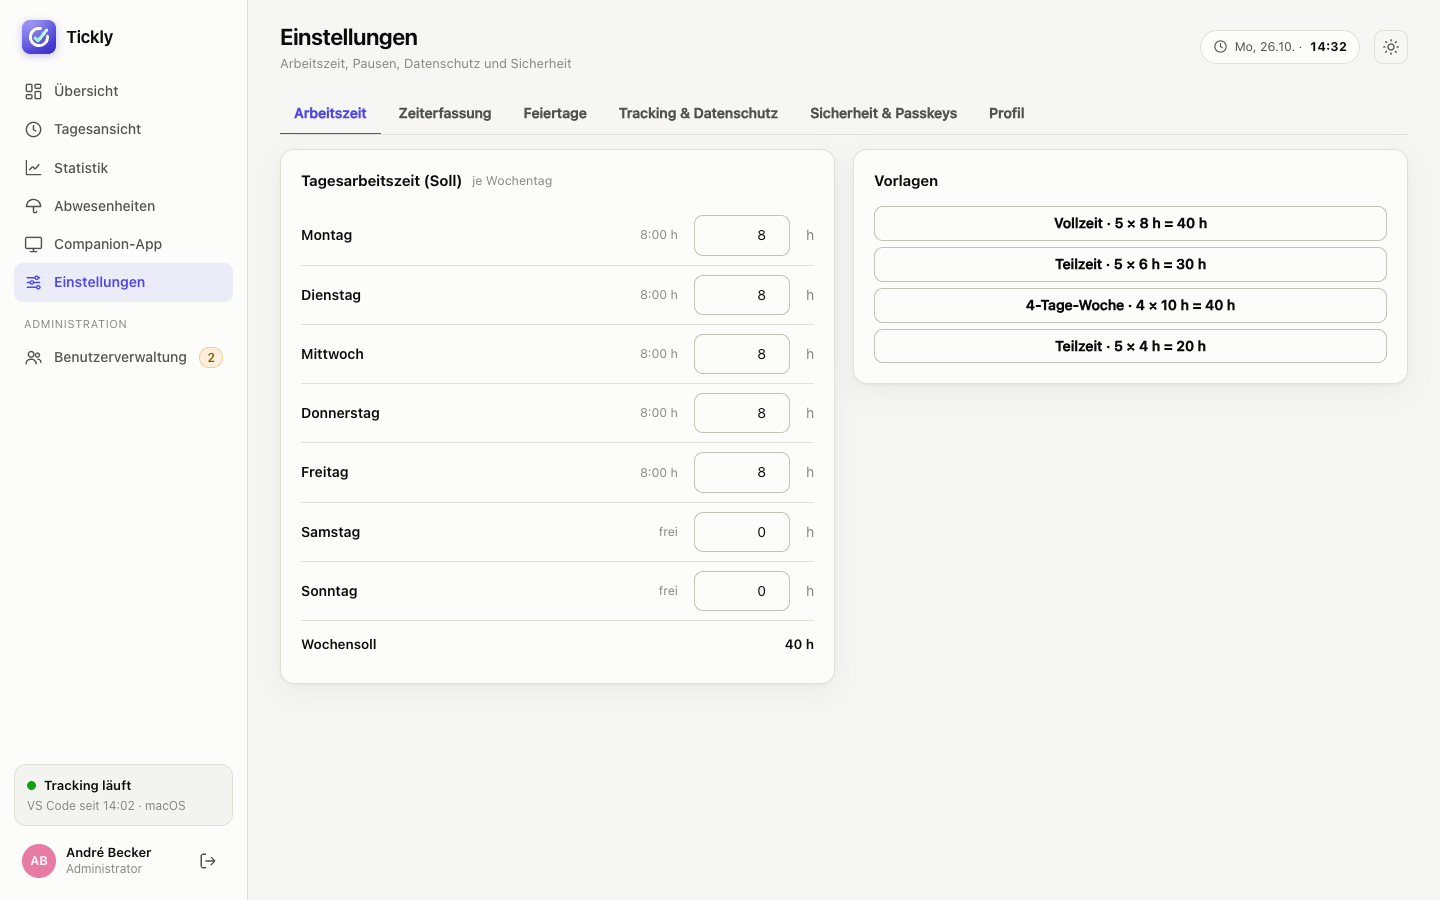 Tickly
Übersicht
Tagesansicht
Statistik
Abwesenheiten
Companion-App
Einstellungen
ADMINISTRATION
Benutzerverwaltung 2
Tracking läuft
VS Code seit 14:02 · macOS
AB
André Becker
Administrator
Einstellungen
Arbeitszeit, Pausen, Datenschutz und Sicherheit
Mo, 26.10. · 14:32
Arbeitszeit Zeiterfassung Feiertage Tracking & Datenschutz Sicherheit & Passkeys Profil
Tagesarbeitszeit (Soll) je Wochentag
Montag 8:00 h 8 h
Dienstag 8:00 h 8 h
Mittwoch 8:00 h 8 h
Donnerstag 8:00 h 8 h
Freitag 8:00 h 8 h
Samstag frei 0 h
Sonntag frei 0 h
Wochensoll 40 h
Vorlagen
Vollzeit · 5 × 8 h = 40 h
Teilzeit · 5 × 6 h = 30 h
4-Tage-Woche · 4 × 10 h = 40 h
Teilzeit · 5 × 4 h = 20 h